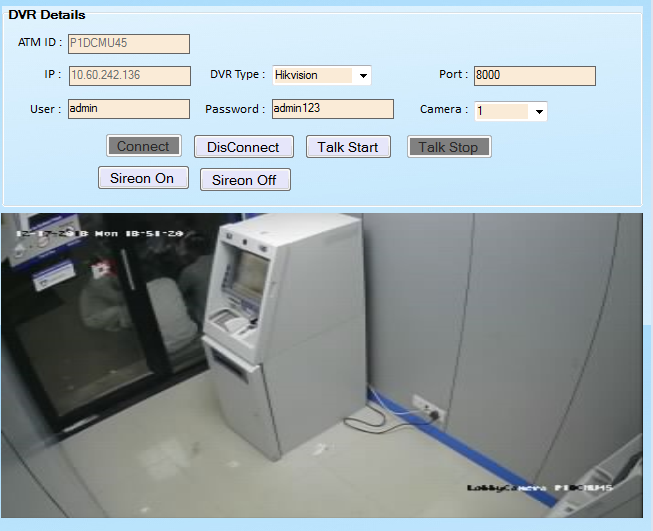 DVR Details
ATM ID : P1DCMU45
IP : 10.60.242.136 DVR Type : Hikvision Port : 8000
User : admin Password : admin123 Camera : 1
Connect DisConnect Talk Start Talk Stop
Sireon On Sireon Off
12-17-2018 Mon 18:51:20
LobbyCamera P1DCMU45